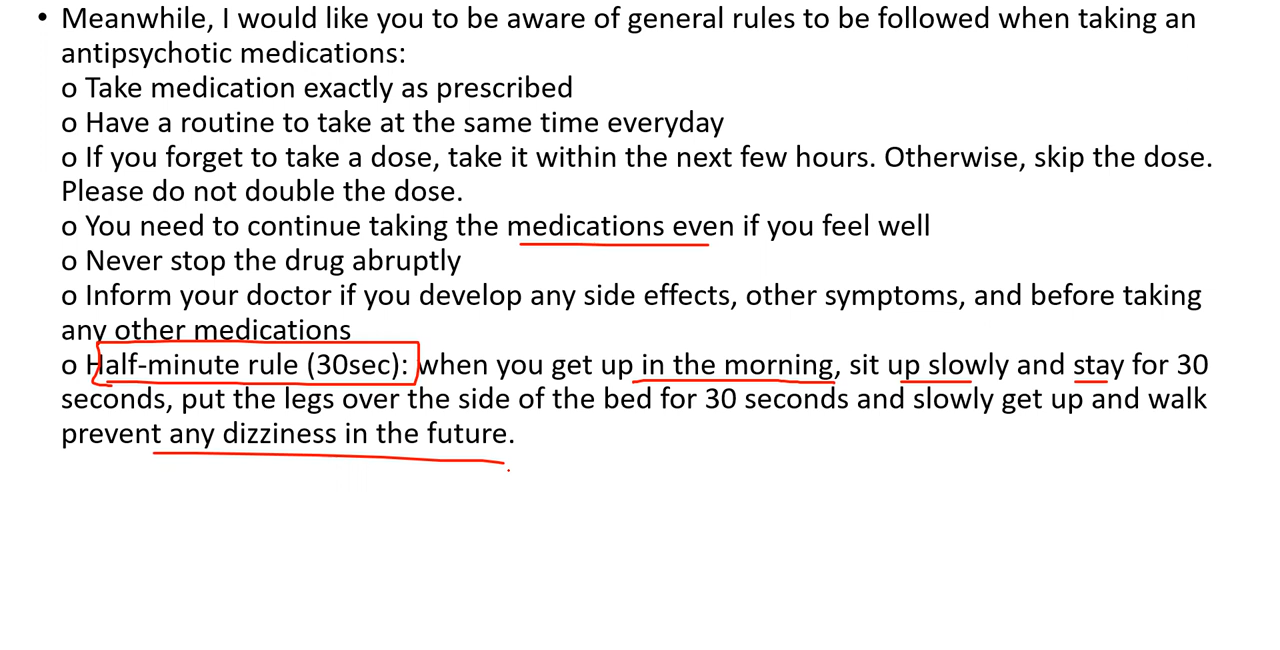 • Meanwhile, I would like you to be aware of general rules to be followed when taking an
antipsychotic medications:
o Take medication exactly as prescribed
o Have a routine to take at the same time everyday
o If you forget to take a dose, take it within the next few hours. Otherwise, skip the dose.
Please do not double the dose.
o You need to continue taking the medications even if you feel well
o Never stop the drug abruptly
o Inform your doctor if you develop any side effects, other symptoms, and before taking
any other medications
o Half-minute rule (30sec): when you get up in the morning, sit up slowly and stay for 30
seconds, put the legs over the side of the bed for 30 seconds and slowly get up and walk
prevent any dizziness in the future.